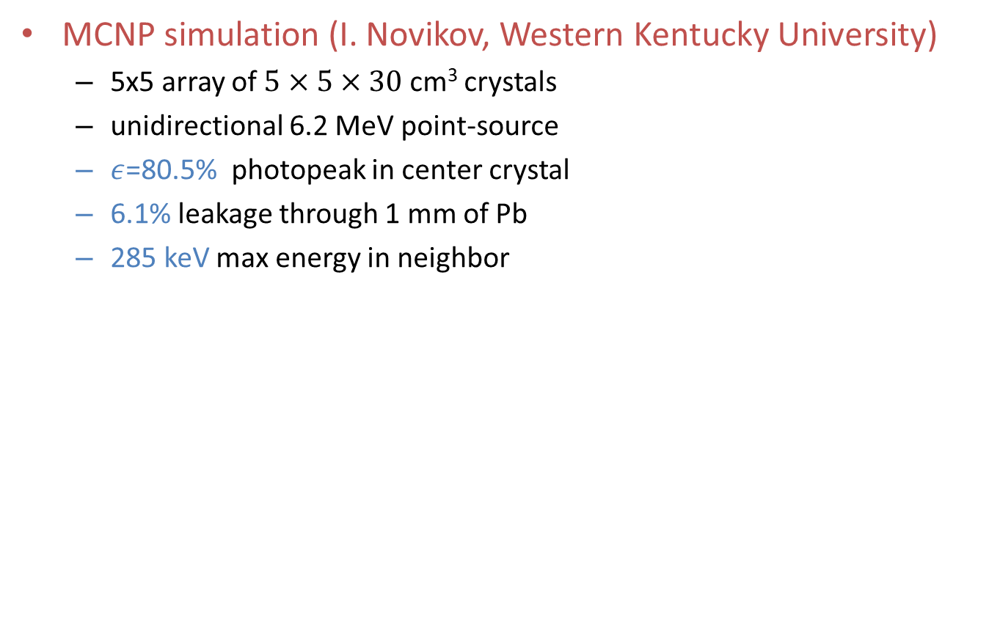 • MCNP simulation (I. Novikov, Western Kentucky University)
– 5x5 array of 5 × 5 × 30 cm³ crystals
– unidirectional 6.2 MeV point-source
– ϵ=80.5% photopeak in center crystal
– 6.1% leakage through 1 mm of Pb
– 285 keV max energy in neighbor